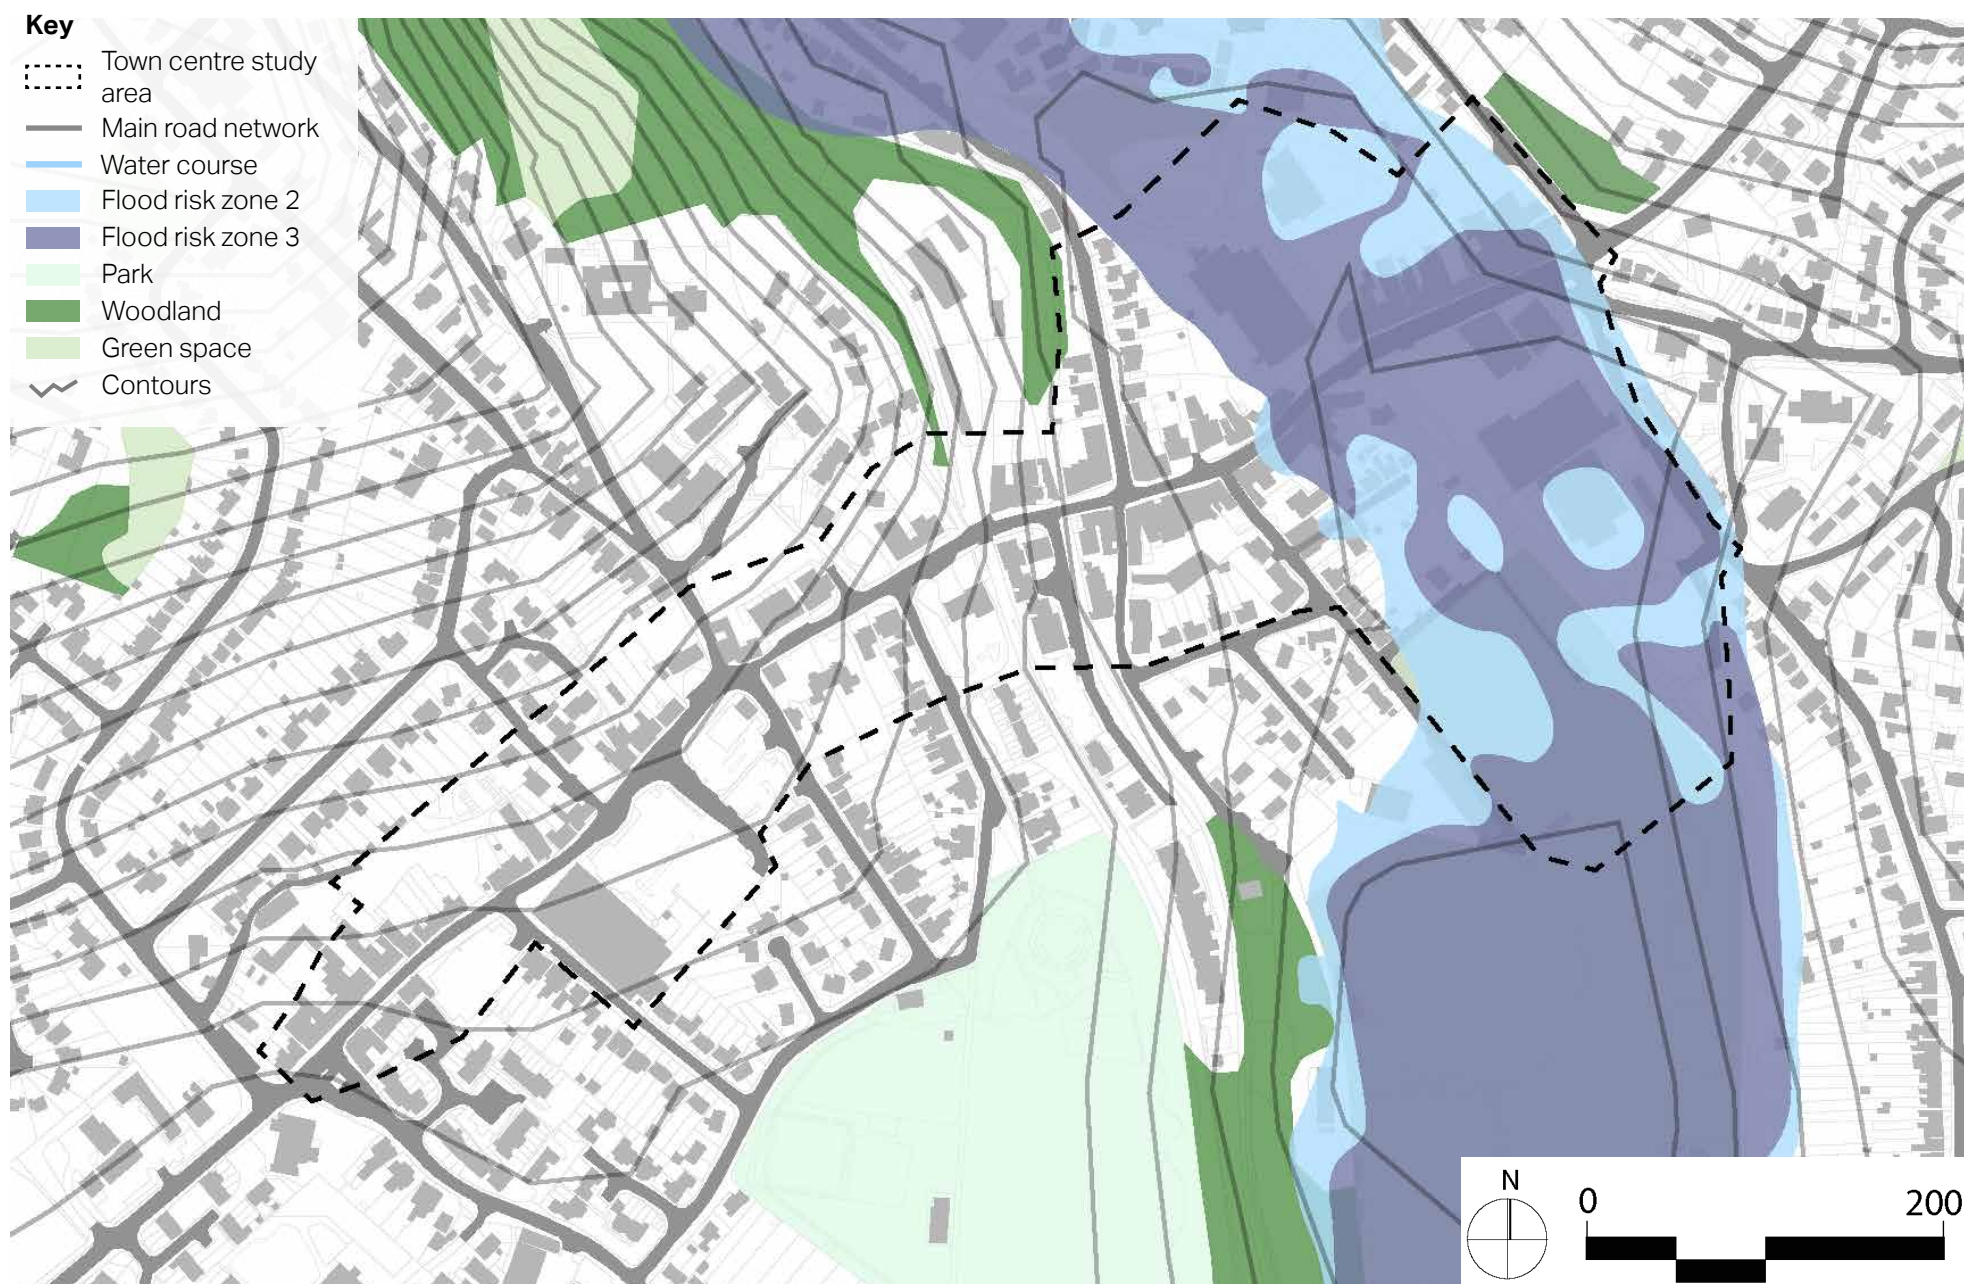 Key
Town centre study
area
Main road network
Water course
Flood risk zone 2
Flood risk zone 3
Park
Woodland
Green space
Contours
N
0
200